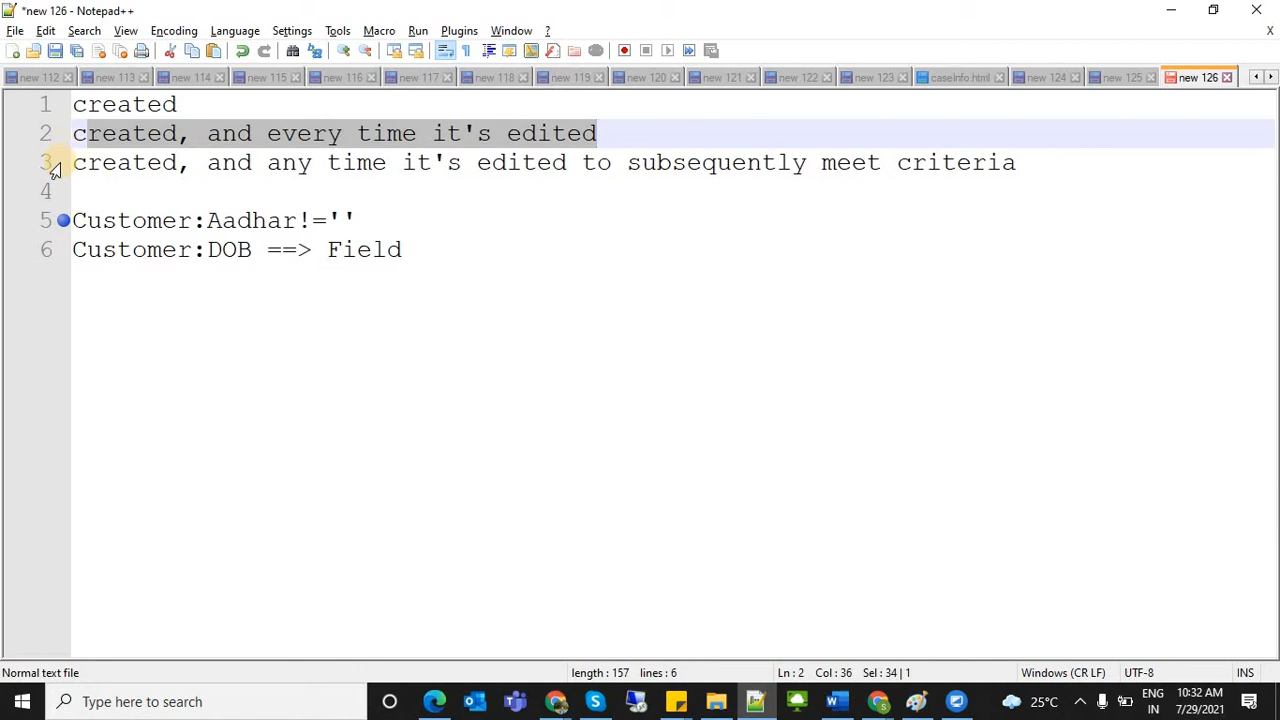 *new 126 - Notepad++
File Edit Search View Encoding Language Settings Tools Macro Run Plugins Window ? X
new 112 new 113 new 114 new 115 new 116 new 117 new 118 new 119 new 120 new 121 new 122 new 123 caseInfo.html new 124 new 125 new 126
1 created
2 created, and every time it's edited
3 created, and any time it's edited to subsequently meet criteria
4
5 Customer:Aadhar!=''
6 Customer:DOB ==> Field
Normal text file length : 157 lines : 6 Ln : 2 Col : 36 Sel : 34 | 1 Windows (CR LF) UTF-8 INS
Type here to search 25°C ENG 10:32 AM
IN 7/29/2021